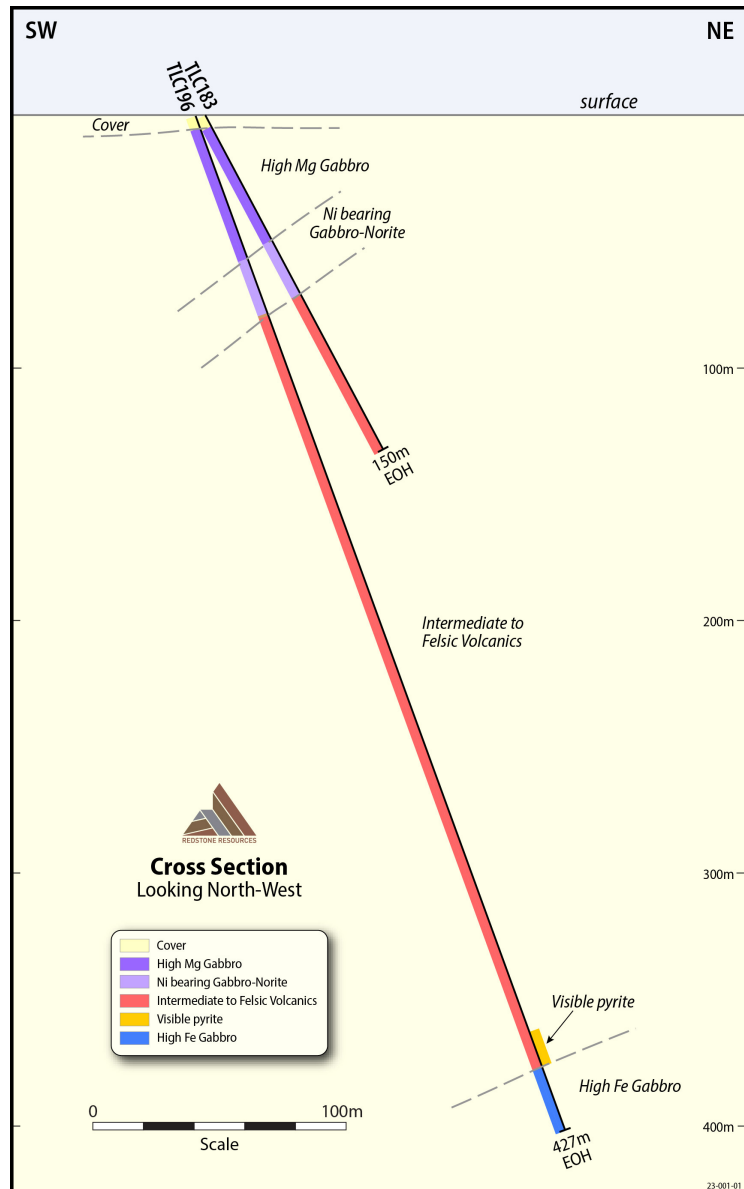 SW
NE
TLC196
TLC183
surface
Cover
High Mg Gabbro
Ni bearing
Gabbro-Norite
100m
150m
EOH
200m
Intermediate to
Felsic Volcanics
300m
REDSTONE RESOURCES
Cross Section
Looking North-West
Cover
High Mg Gabbro
Ni bearing Gabbro-Norite
Intermediate to Felsic Volcanics
Visible pyrite
High Fe Gabbro
Visible pyrite
High Fe Gabbro
0 100m
Scale
400m
427m
EOH
23-001-01